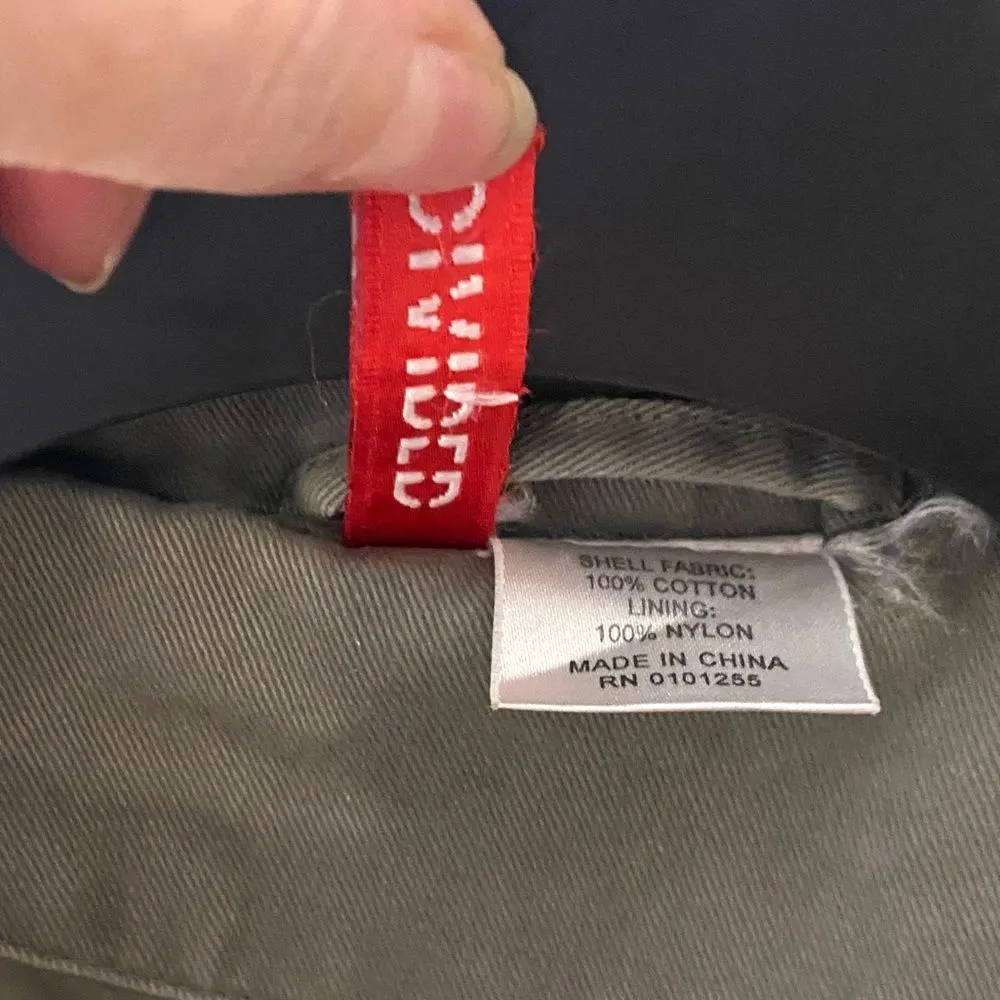 DIVIDED
SHELL FABRIC:
100% COTTON
LINING:
100% NYLON
MADE IN CHINA
RN 0101255